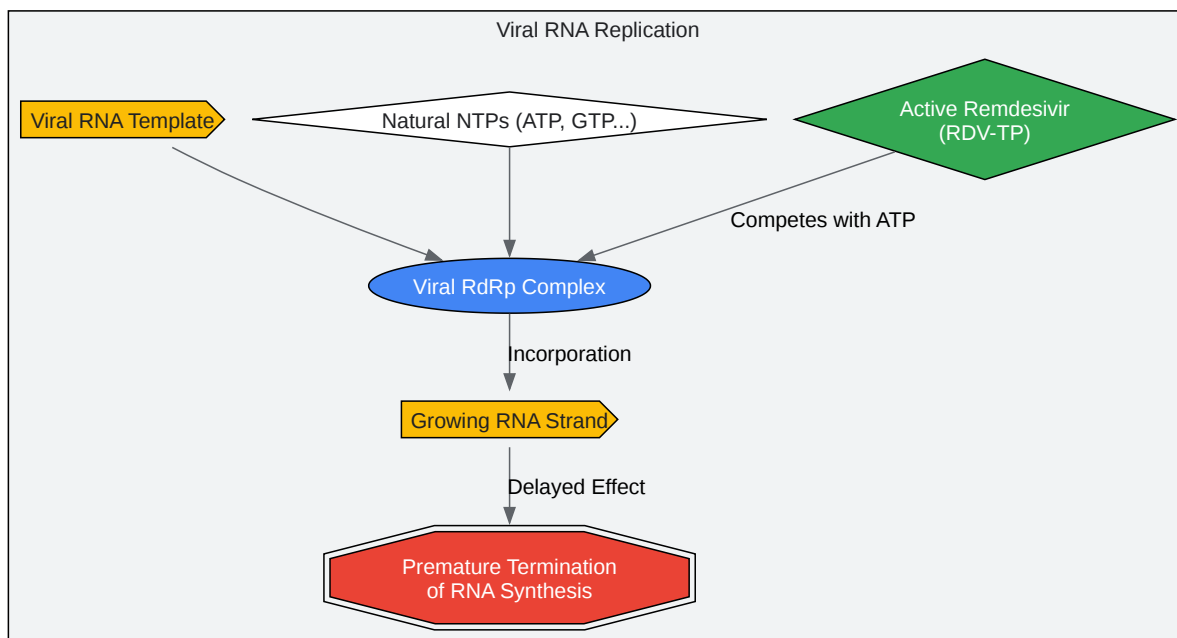 Viral RNA Replication
Viral RNA Template
Natural NTPs (ATP, GTP...)
Active Remdesivir
(RDV-TP)
Competes with ATP
Viral RdRp Complex
Incorporation
Growing RNA Strand
Delayed Effect
Premature Termination
of RNA Synthesis